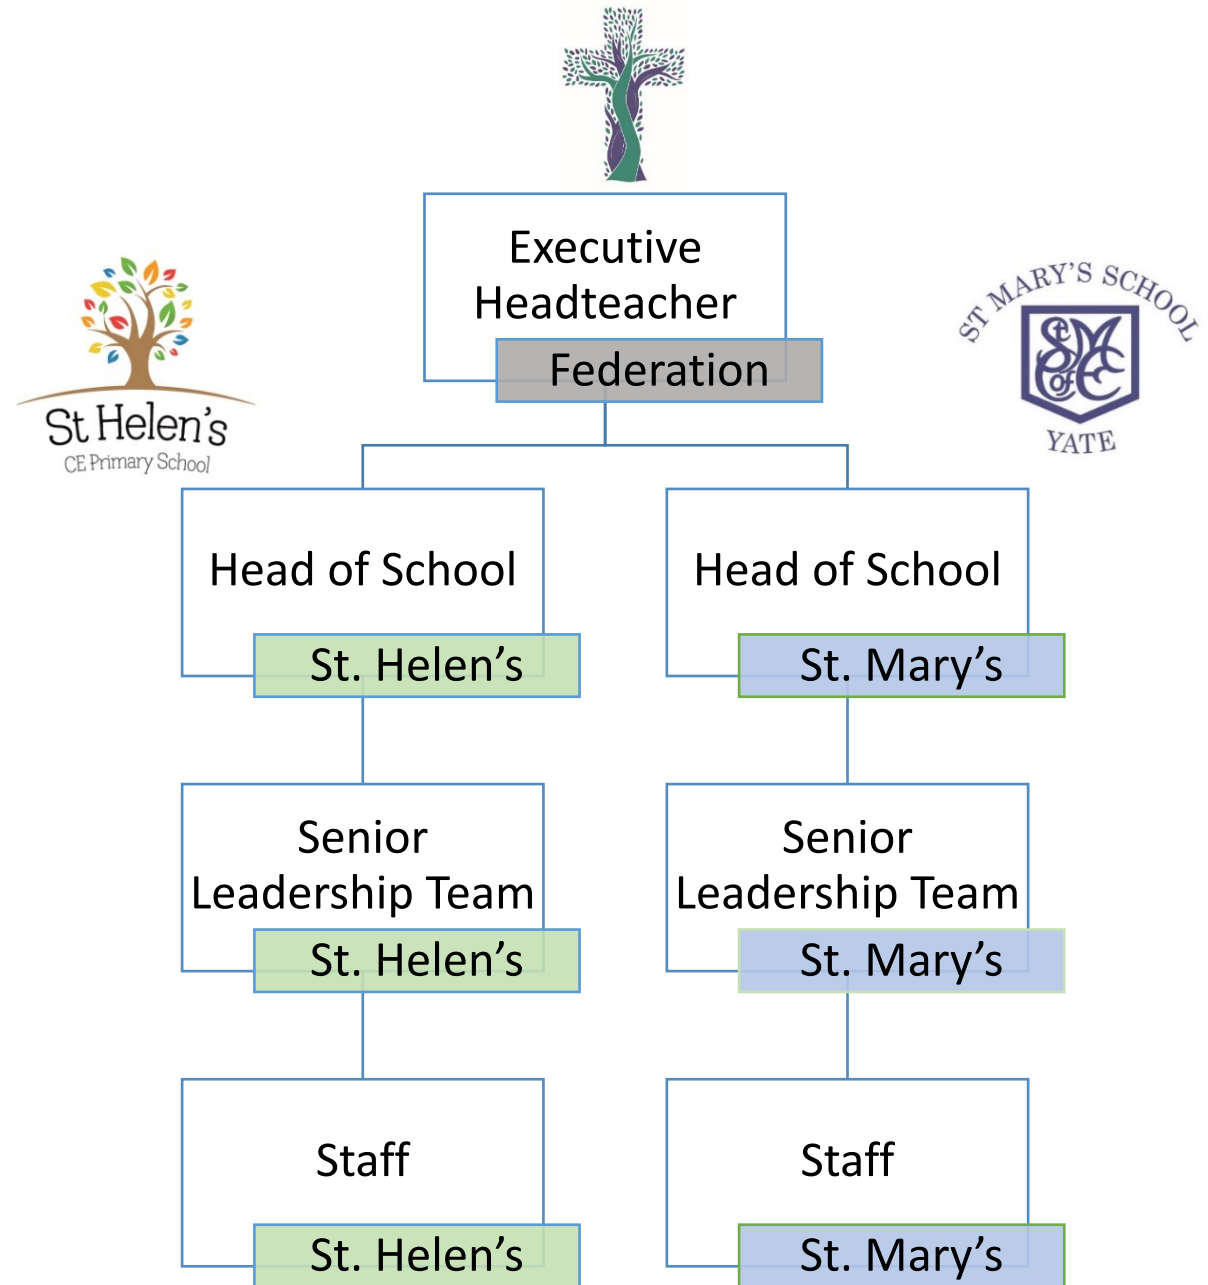 Executive
Headteacher
Federation
St Helen's
CE Primary School
ST MARY'S SCHOOL
St M
C of E
YATE
Head of School
St. Helen’s
Head of School
St. Mary’s
Senior
Leadership Team
St. Helen’s
Senior
Leadership Team
St. Mary’s
Staff
St. Helen’s
Staff
St. Mary’s